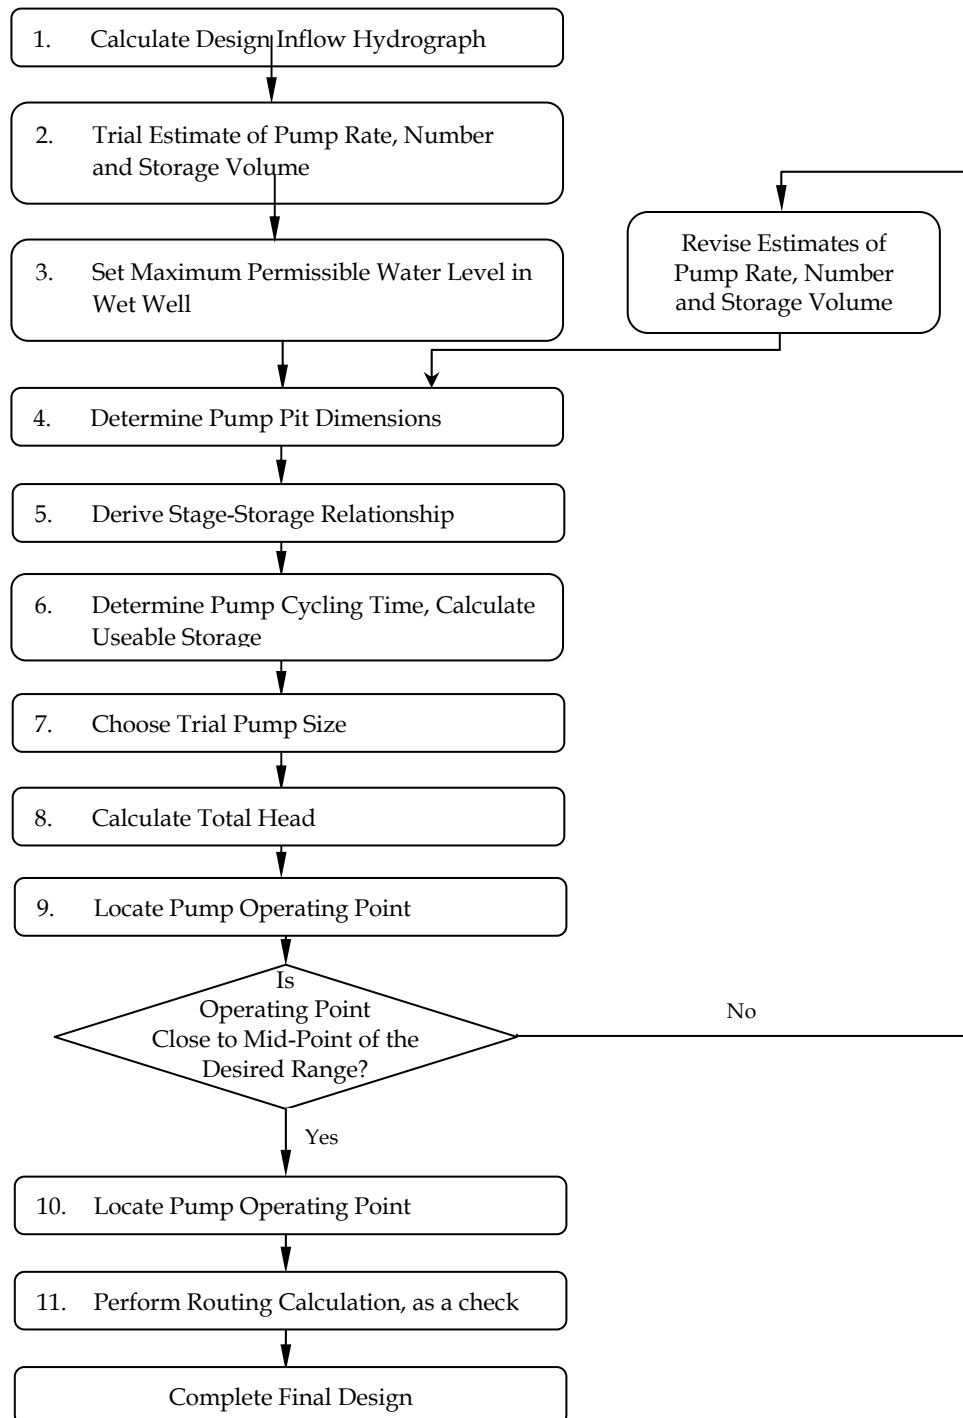 1. Calculate Design Inflow Hydrograph
2. Trial Estimate of Pump Rate, Number
and Storage Volume
3. Set Maximum Permissible Water Level in
Wet Well
Revise Estimates of
Pump Rate, Number
and Storage Volume
4. Determine Pump Pit Dimensions
5. Derive Stage-Storage Relationship
6. Determine Pump Cycling Time, Calculate
Useable Storage
7. Choose Trial Pump Size
8. Calculate Total Head
9. Locate Pump Operating Point
Is
Operating Point
Close to Mid-Point of the
Desired Range?
No
Yes
10. Locate Pump Operating Point
11. Perform Routing Calculation, as a check
Complete Final Design